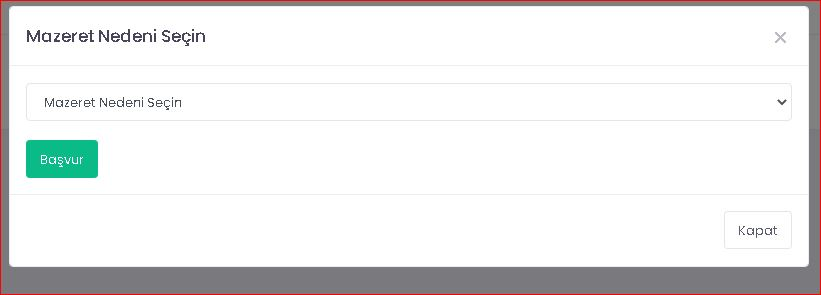 Mazeret Nedeni Seçin
Mazeret Nedeni Seçin
Başvur
Kapat